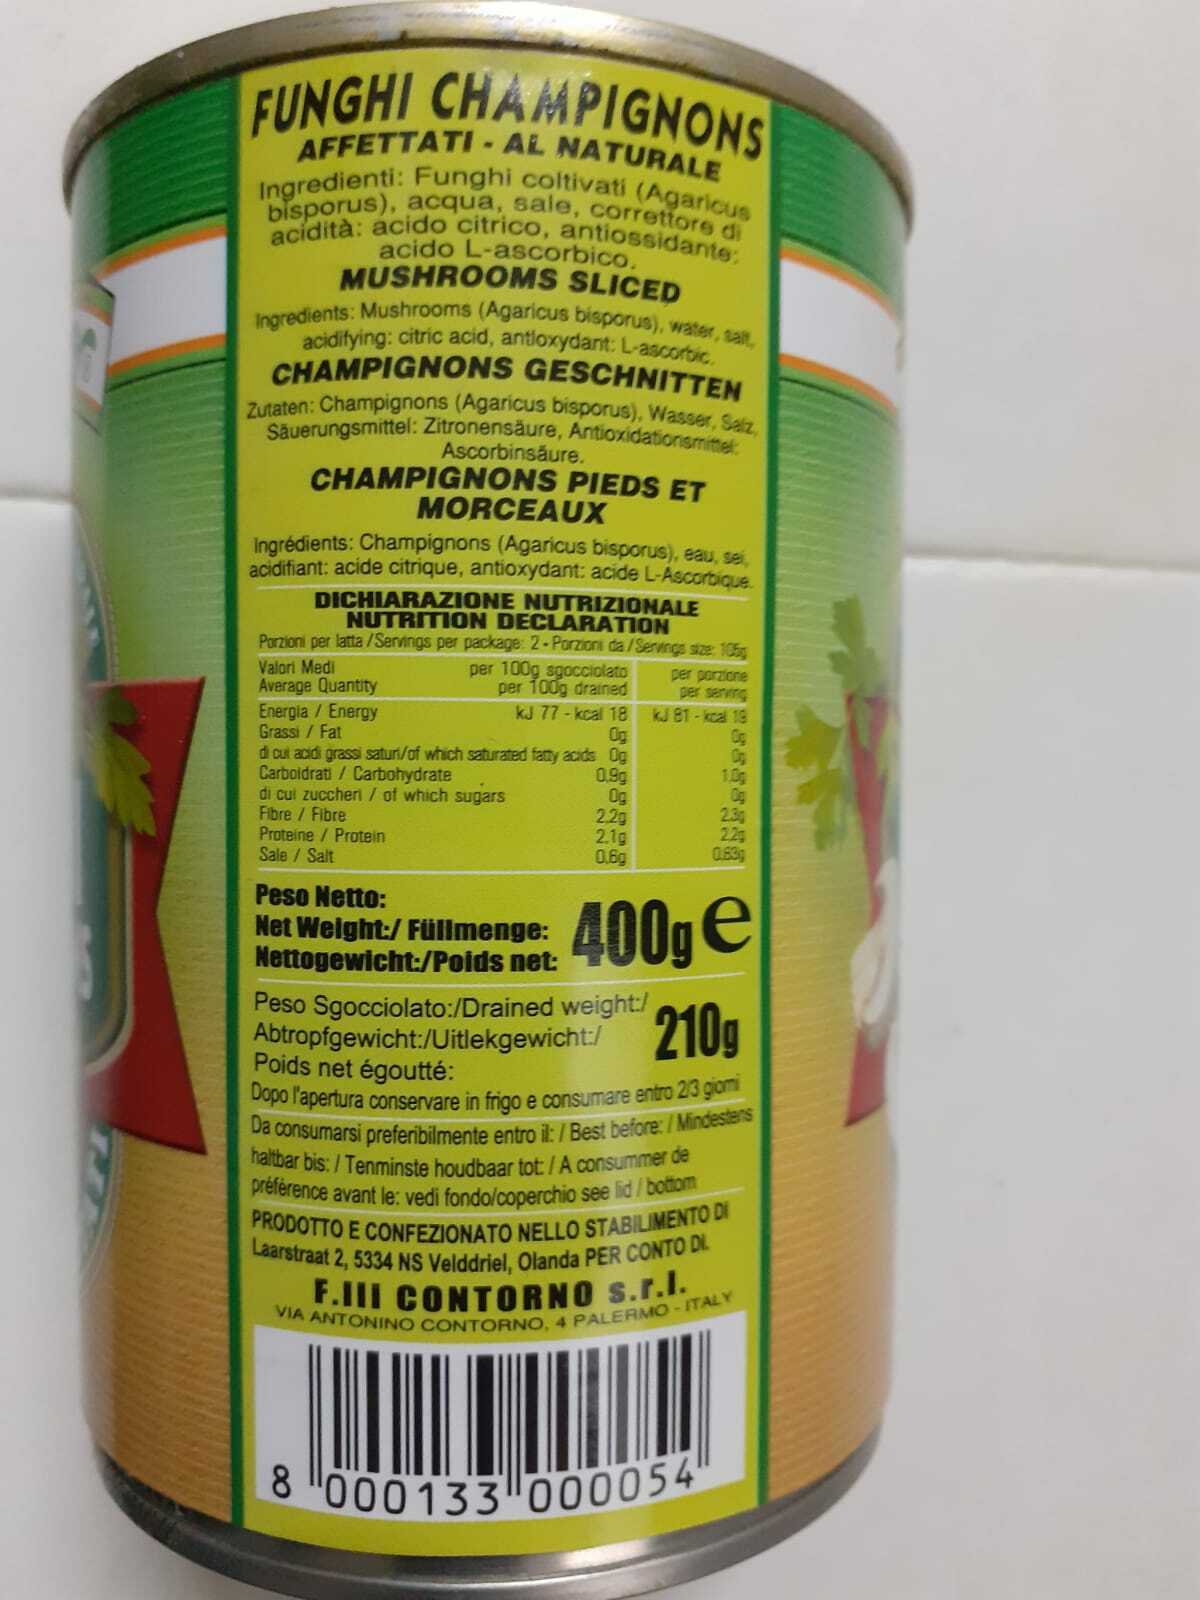 FUNGHI CHAMPIGNONS
AFFETTATI - AL NATURALE
Ingredienti: Funghi coltivati (Agaricus
bisporus), acqua, sale, correttore di
acidità: acido citrico, antiossidante:
acido L-ascorbico.
MUSHROOMS SLICED
Ingredients: Mushrooms (Agaricus bisporus), water, salt,
acidifying: citric acid, antloxydant: L-ascorbic.
CHAMPIGNONS GESCHNITTEN
Zutaten: Champignons (Agaricus bisporus), Wasser, Salz,
Säuerungsmittel: Zitronensäure, Antioxidationsmittel:
Ascorbinsäure.
CHAMPIGNONS PIEDS ET
MORCEAUX
Ingrédients: Champignons (Agaricus bisporus), eau, sei,
acidifiant: acide citrique, antioxydant: acide L-Ascorbique.
DICHIARAZIONE NUTRIZIONALE
NUTRITION DECLARATION
Porzioni per latta / Servings per package: 2 - Porzioni da / Servings size: 105g
Valori Medi per 100g sgocciolato per porzione
Average Quantity per 100g drained per serving
Energia / Energy kJ 77 - kcal 18 kJ 81 - kcal 19
Grassi / Fat 0g 0g
di cui acidi grassi saturi/of which saturated fatty acids 0g 0g
Carboidrati / Carbohydrate 0,9g 1,0g
di cui zuccheri / of which sugars 0g 0g
Fibre / Fibre 2,2g 2,3g
Proteine / Protein 2,1g 2,2g
Sale / Salt 0,6g 0,63g
Peso Netto:
Net Weight:/ Füllmenge: 400g e
Nettogewicht:/Poids net:
Peso Sgocciolato:/Drained weight:/
Abtropfgewicht:/Uitlekgewicht:/ 210g
Poids net égoutté:
Dopo l'apertura conservare in frigo e consumare entro 2/3 giorni
Da consumarsi preferibilmente entro il: / Best before: / Mindestens
haltbar bis: / Tenminste houdbaar tot: / A consummer de
préférence avant le: vedi fondo/coperchio see lid / bottom
PRODOTTO E CONFEZIONATO NELLO STABILIMENTO DI
Laarstraat 2, 5334 NS Velddriel, Olanda PER CONTO DI.
F.lli CONTORNO s.r.l.
VIA ANTONINO CONTORNO, 4 PALERMO - ITALY
8 000133 000054